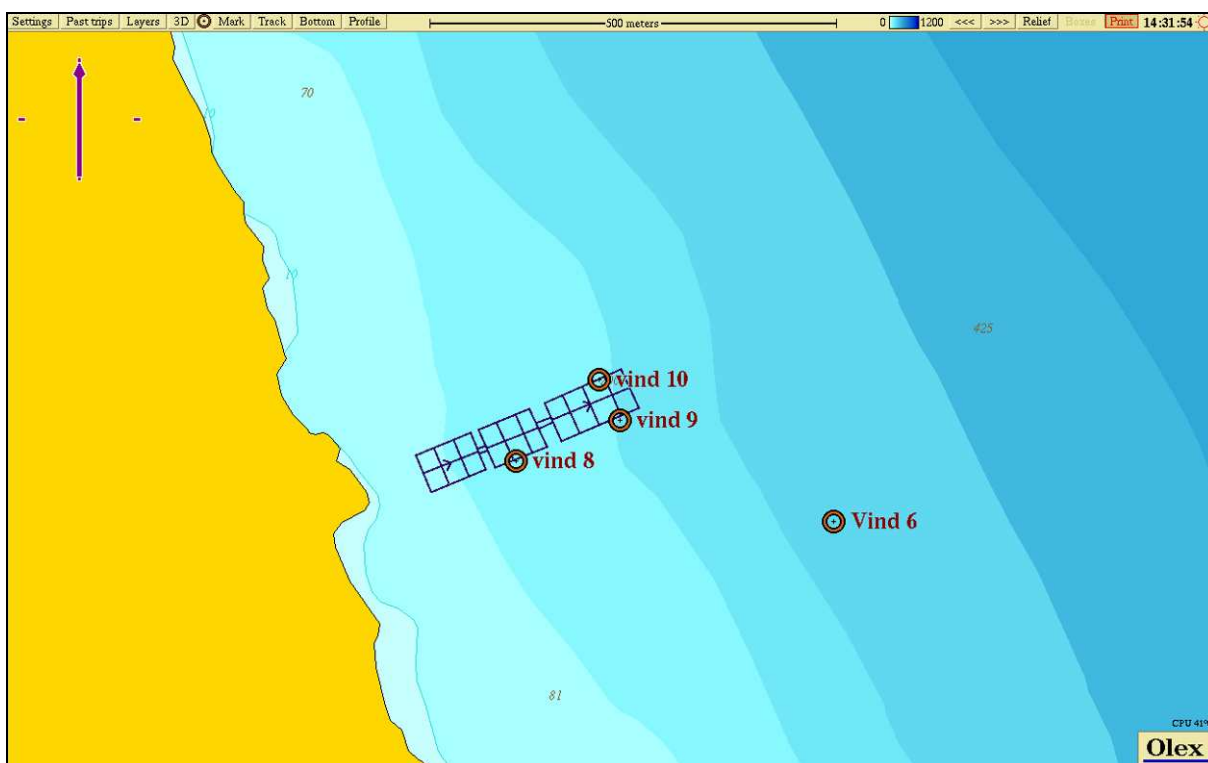 Settings Past trips Layers 3D Mark Track Bottom Profile 500 meters 0 1200 <<< >>> Relief Boxes Print 14:31:54
70
10
10
425
vind 10
vind 9
vind 8
Vind 6
81
CPU 41%
Olex